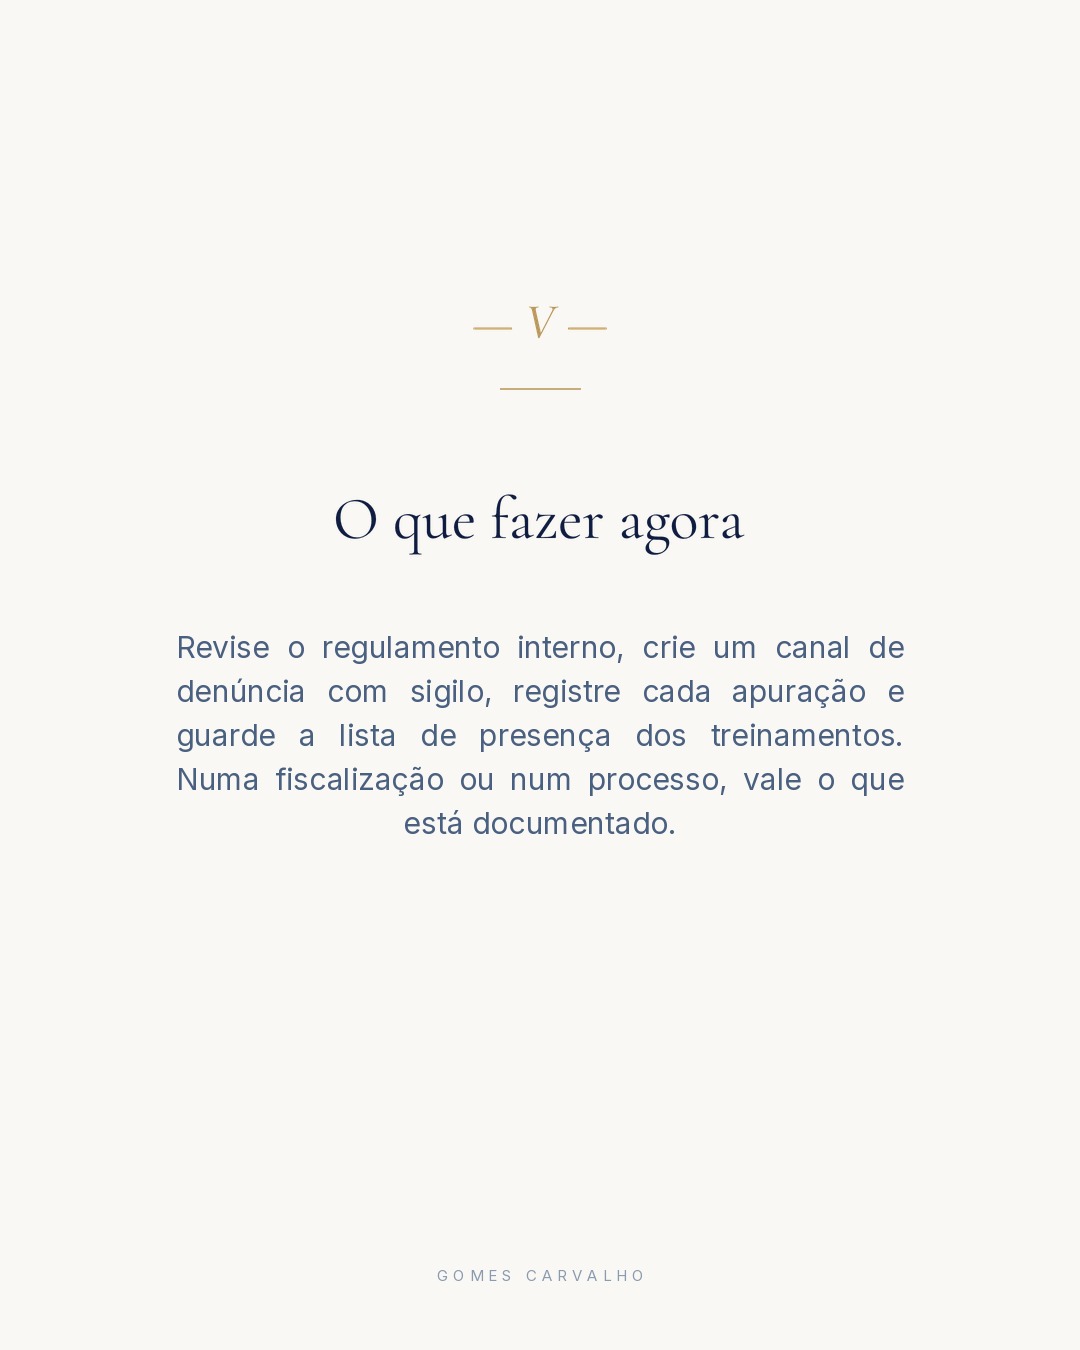 — V —
O que fazer agora
Revise o regulamento interno, crie um canal de
denúncia com sigilo, registre cada apuração e
guarde a lista de presença dos treinamentos.
Numa fiscalização ou num processo, vale o que
está documentado.
GOMES CARVALHO